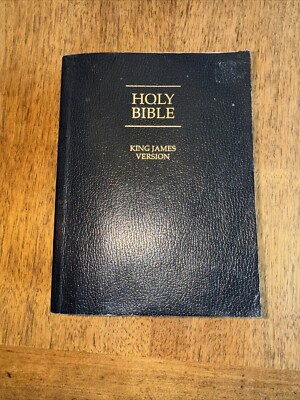 HOLY
BIBLE
KING JAMES
VERSION